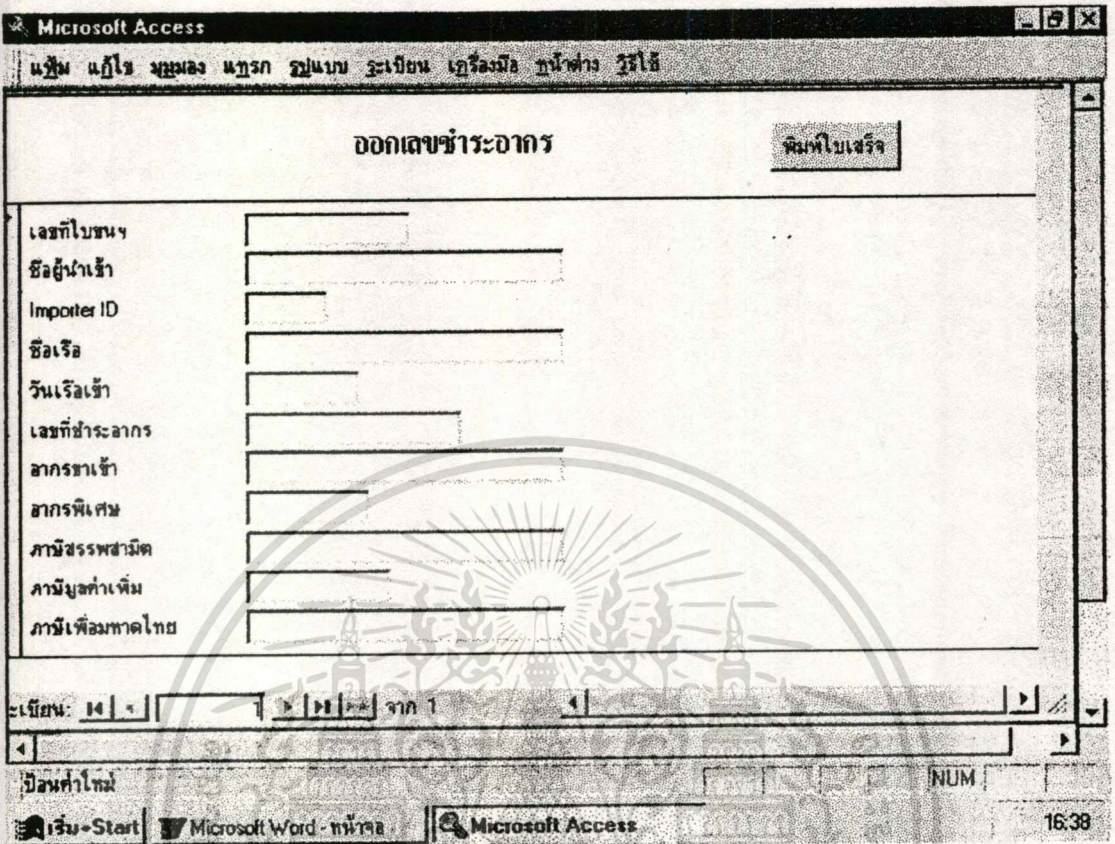 Microsoft Access
แฟ้ม แก้ไข มุมมอง แทรก รูปแบบ ระเบียน เครื่องมือ หน้าต่าง วิธีใช้
ออกเลขชำระอากร
พิมพ์ใบเสร็จ
เลขที่ใบขนฯ
ชื่อผู้นำเข้า
Importer ID
ชื่อเรือ
วันเรือเข้า
เลขที่ชำระอากร
อากรขาเข้า
อากรพิเศษ
ภาษีสรรพสามิต
ภาษีมูลค่าเพิ่ม
ภาษีเพื่อมหาดไทย
ะเบียน: 1 จาก 1
ป้อนค่าใหม่ NUM
เริ่ม-Start Microsoft Word - หน้าจอ Microsoft Access 16:38